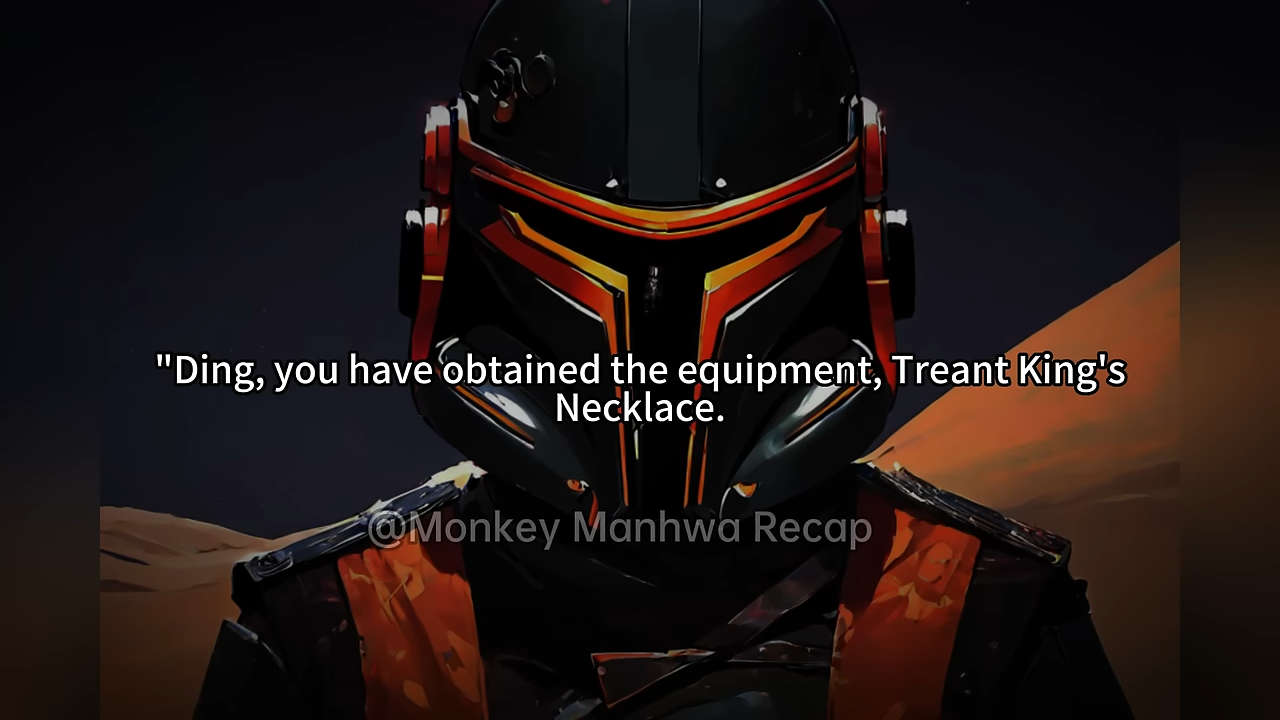 "Ding, you have obtained the equipment, Treant King's
Necklace.
@Monkey Manhwa Recap